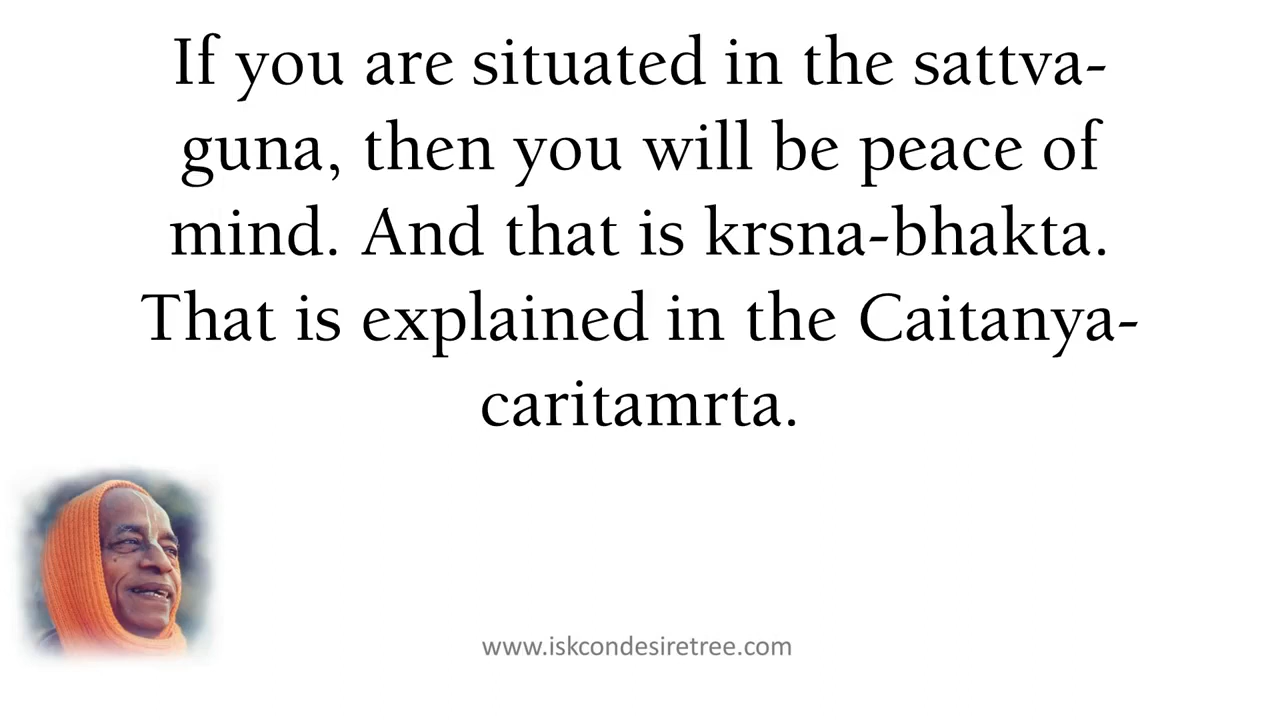 If you are situated in the sattva-
guna, then you will be peace of
mind. And that is krsna-bhakta.
That is explained in the Caitanya-
caritamrta.
www.iskcondesiretree.com